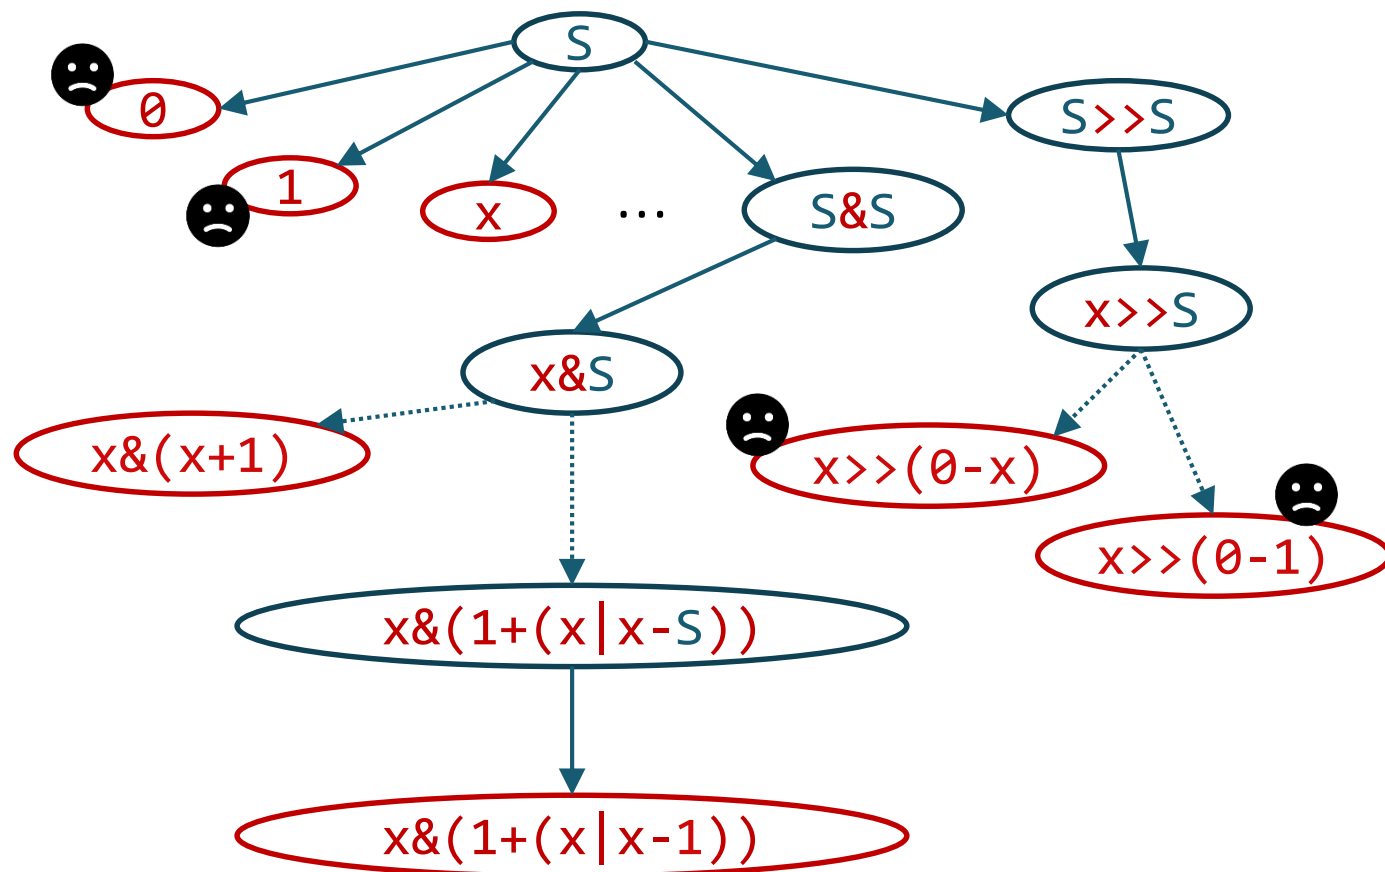 S
0
S>>S
1
x
...
S&S
x>>S
x&S
x&(x+1)
x>>(0-x)
x>>(0-1)
x&(1+(x|x-S))
x&(1+(x|x-1))